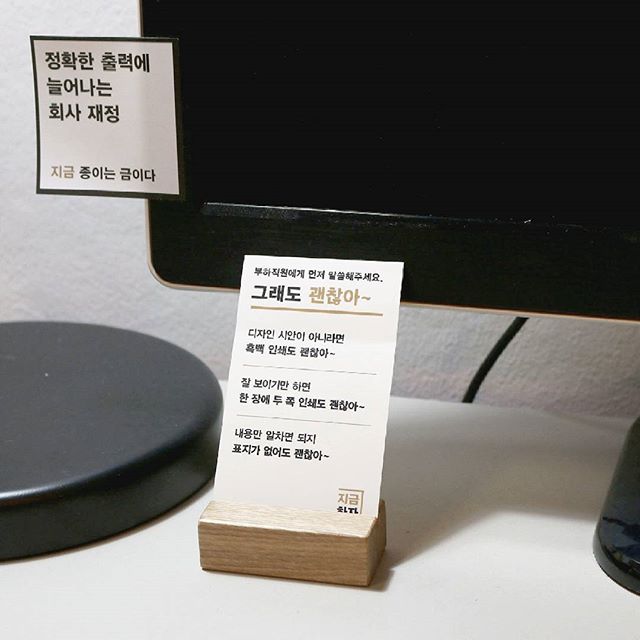 정확한 출력에
늘어나는
회사 재정
지금 종이는 금이다
부하직원에게 먼저 말씀해주세요.
그래도 괜찮아~
디자인 시안이 아니라면
흑백 인쇄도 괜찮아~
잘 보이기만 하면
한 장에 두 쪽 인쇄도 괜찮아~
내용만 알차면 되지
표지가 없어도 괜찮아~
지금
하자